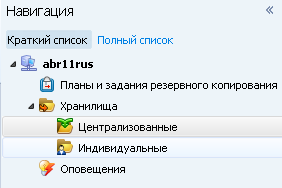 Навигация
Краткий список Полный список
abr11rus
Планы и задания резервного копирования
Хранилища
Централизованные
Индивидуальные
Оповещения